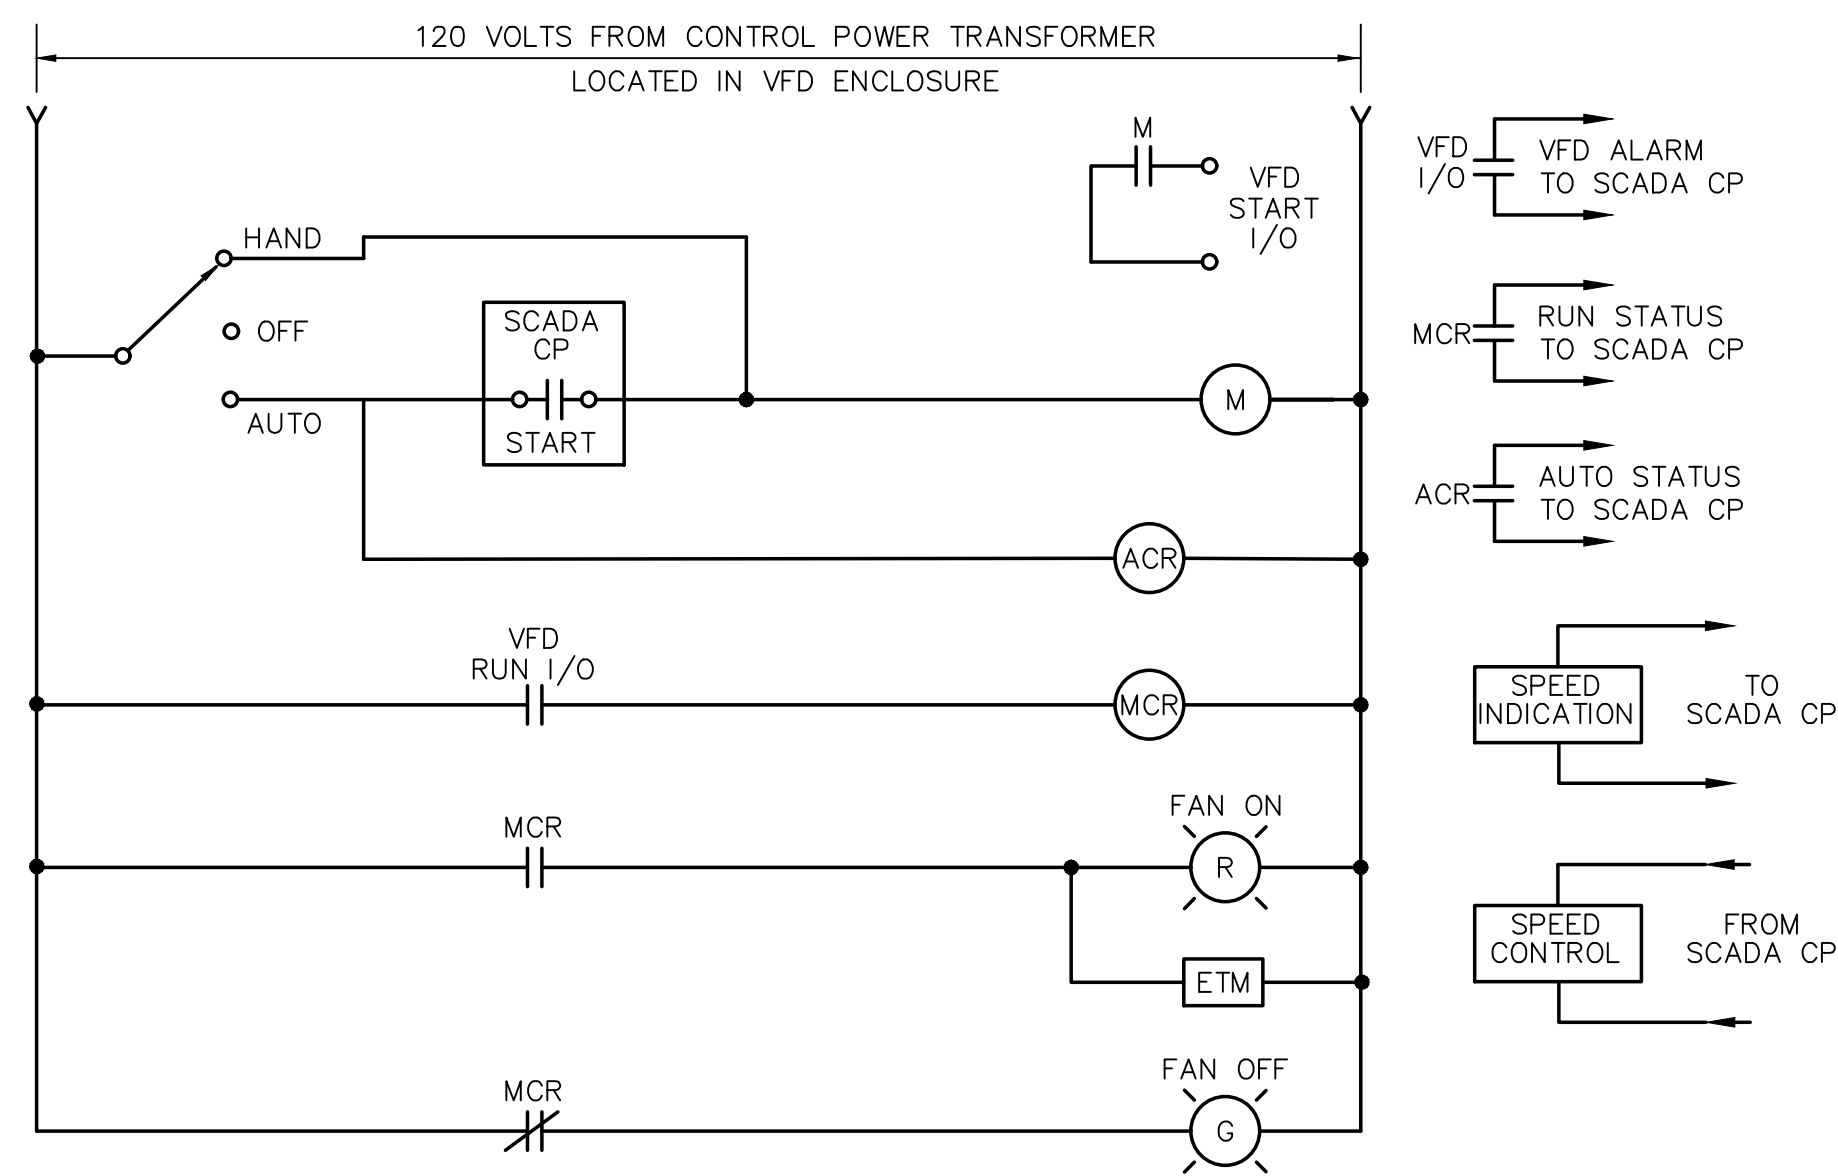 120 VOLTS FROM CONTROL POWER TRANSFORMER
LOCATED IN VFD ENCLOSURE
M
VFD
START
I/O
VFD
I/O
VFD ALARM
TO SCADA CP
HAND
OFF
AUTO
SCADA
CP
START
M
MCR
RUN STATUS
TO SCADA CP
ACR
AUTO STATUS
TO SCADA CP
ACR
VFD
RUN I/O
MCR
SPEED
INDICATION
TO
SCADA CP
MCR
FAN ON
R
ETM
SPEED
CONTROL
FROM
SCADA CP
MCR
FAN OFF
G